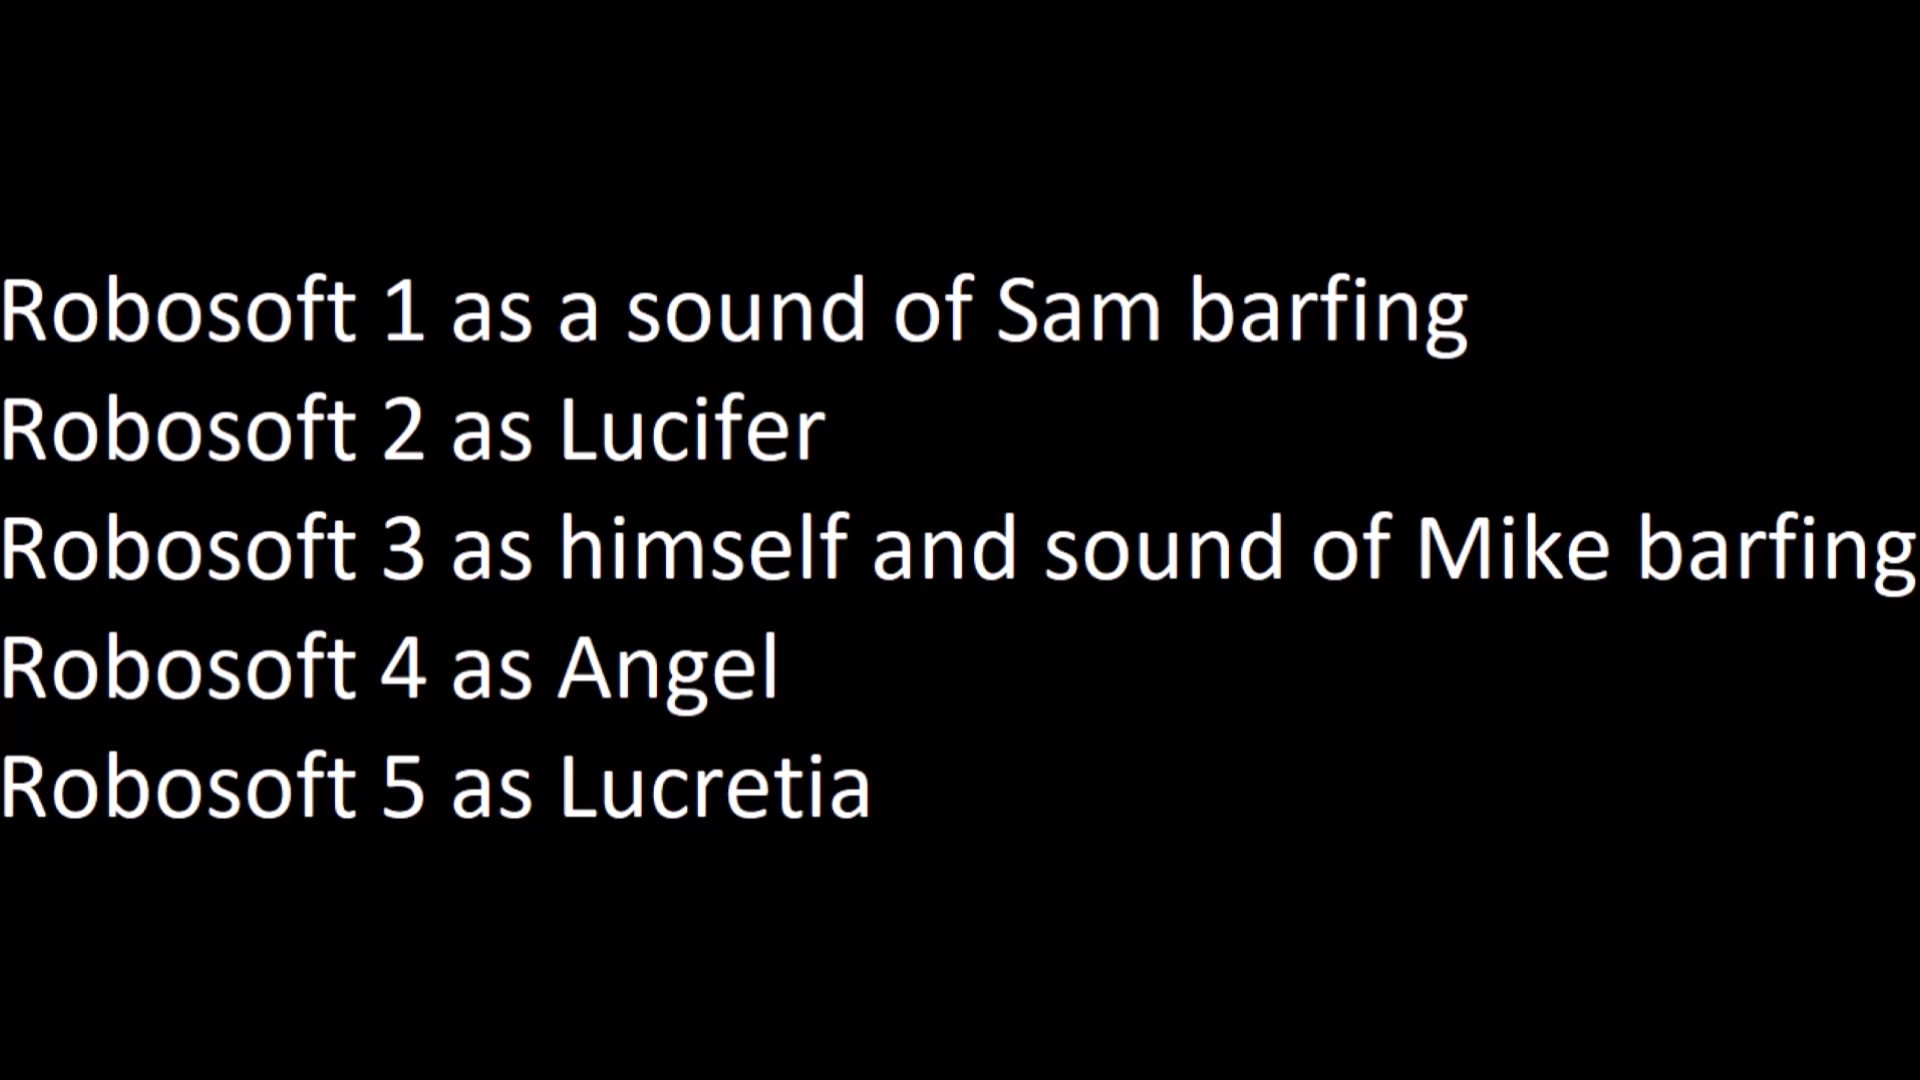 Robosoft 1 as a sound of Sam barfing
Robosoft 2 as Lucifer
Robosoft 3 as himself and sound of Mike barfing
Robosoft 4 as Angel
Robosoft 5 as Lucretia